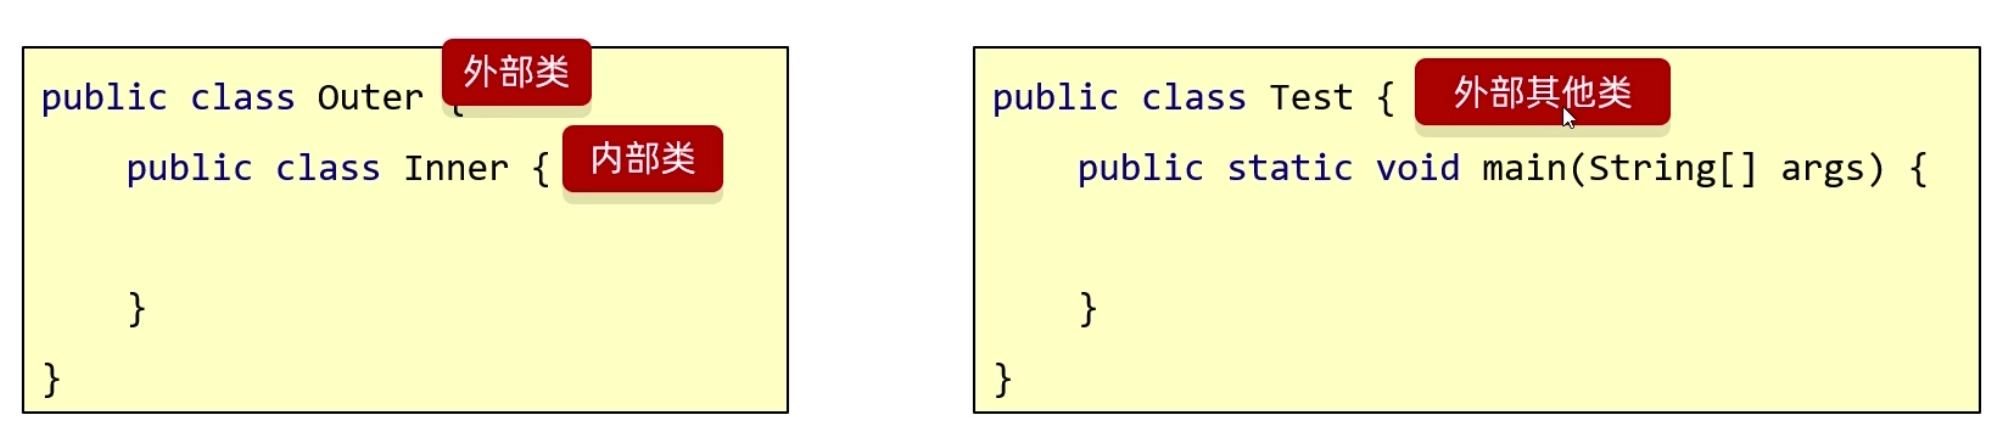 public class Outer {
外部类
public class Inner {
内部类
}
}
public class Test {
外部其他类
public static void main(String[] args) {
}
}